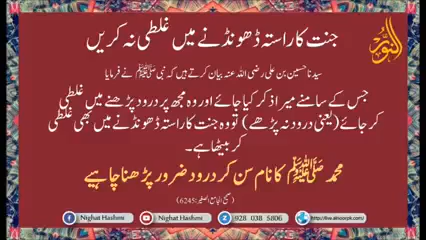 النور
جنت کا راستہ ڈھونڈنے میں غلطی نہ کریں
سیدنا حسین بن علی رضی اللہ عنہ بیان کرتے ہیں کہ نبی ﷺ نے فرمایا
جس کے سامنے میرا ذکر کیا جائے اور وہ مجھ پر درود پڑھنے میں غلطی
کر جائے (یعنی درود نہ پڑھے) تو وہ جنت کا راستہ ڈھونڈنے میں بھی غلطی
کر بیٹھا ہے۔
محمد ﷺ کا نام سن کر درود ضرور پڑھنا چاہیے
(صحیح الجامع الصغیر: 6245)
Nighat Hashmi Nighat Hashmi 928 038 5806